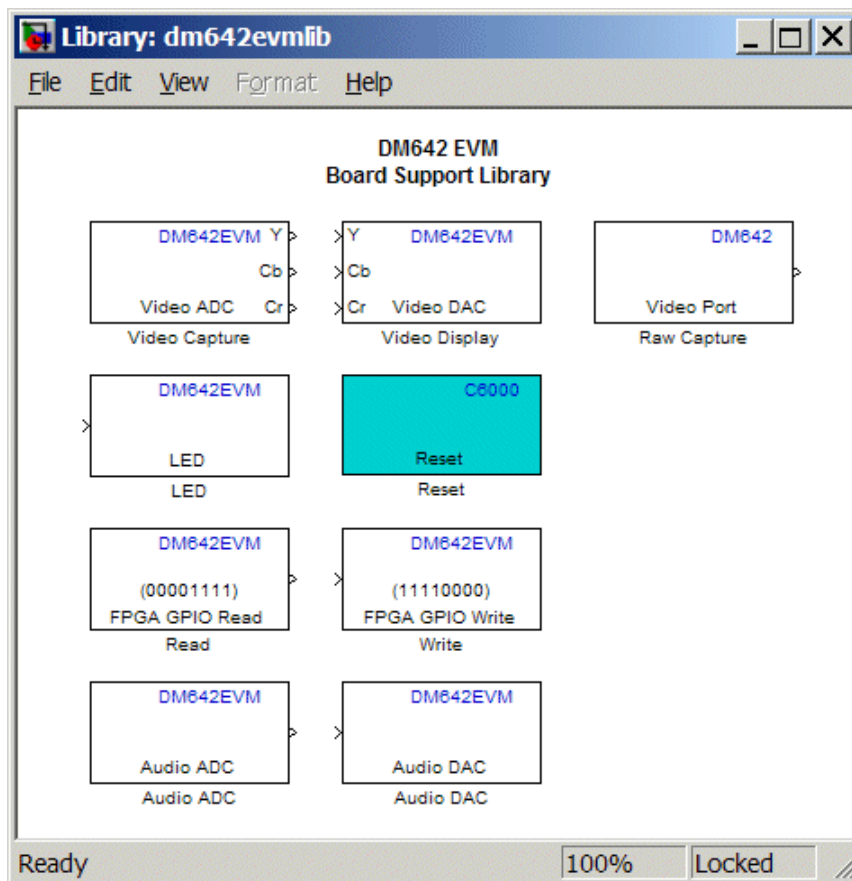 Library: dm642evmlib
File Edit View Format Help
DM642 EVM
Board Support Library
DM642EVM Y
Cb
Video ADC Cr
Video Capture
Y DM642EVM
Cb
Cr Video DAC
Video Display
DM642
Video Port
Raw Capture
DM642EVM
LED
LED
C6000
Reset
Reset
DM642EVM
(00001111)
FPGA GPIO Read
Read
DM642EVM
(11110000)
FPGA GPIO Write
Write
DM642EVM
Audio ADC
Audio ADC
DM642EVM
Audio DAC
Audio DAC
Ready 100% Locked